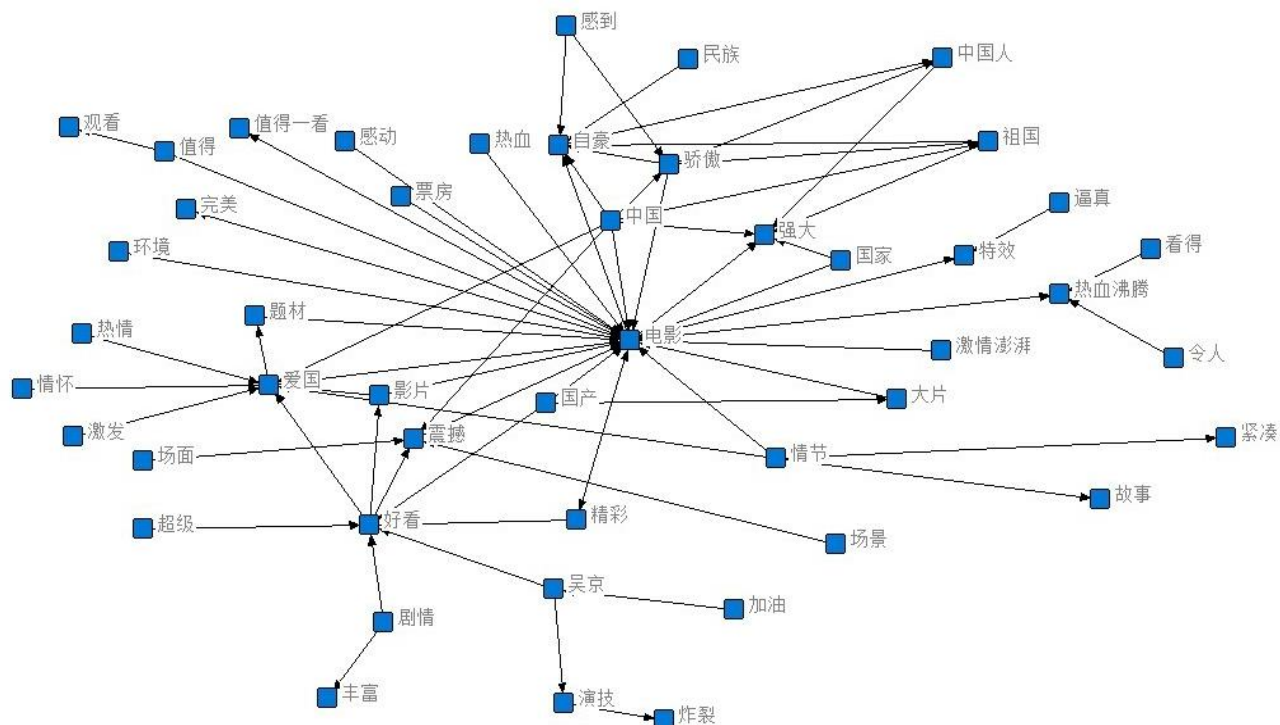 感到
民族
中国人
观看
值得一看
值得
感动
热血
自豪
骄傲
祖国
票房
完美
中国
逼真
强大
环境
国家
特效
看得
热血沸腾
题材
热情
电影
激情澎湃
令人
情怀
爱国
影片
国产
大片
激发
震撼
场面
情节
紧凑
故事
超级
好看
精彩
场景
吴京
加油
剧情
丰富
演技
炸裂